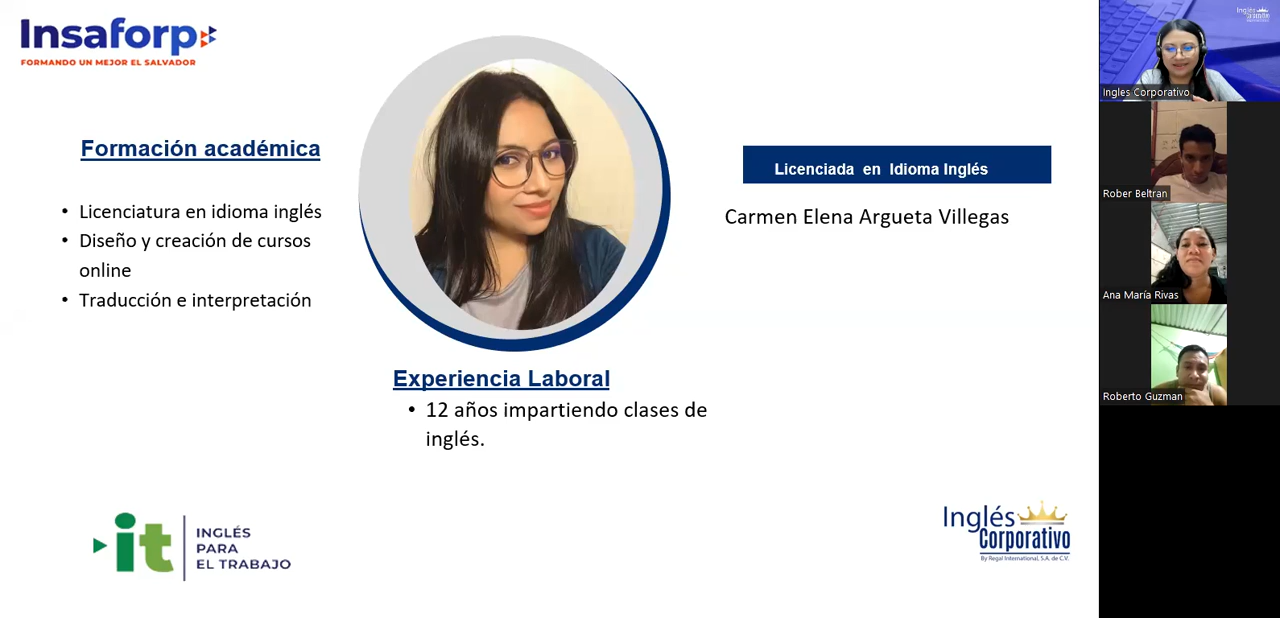 Insaforp
FORMANDO UN MEJOR EL SALVADOR
Formación académica
• Licenciatura en idioma inglés
• Diseño y creación de cursos
online
• Traducción e interpretación
Licenciada en Idioma Inglés
Carmen Elena Argueta Villegas
Experiencia Laboral
• 12 años impartiendo clases de
inglés.
it
INGLÉS
PARA
EL TRABAJO
Inglés
Corporativo
By Regal International, S.A. de C.V.
Inglés
Ingles Corporativo
Rober Beltran
Ana María Rivas
Roberto Guzman